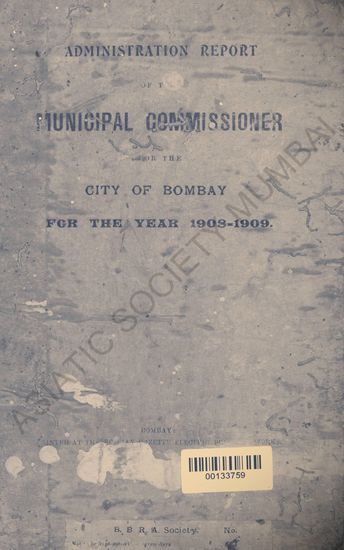 ADMINISTRATION REPORT
OF T
MUNICIPAL COMMISSIONER
FOR THE
CITY OF BOMBAY
FOR THE YEAR 1908-1909.
ASIATIC SOCIETY MUMBAI
BOMBAY:
00133759
B. B. R. A. Society. No.